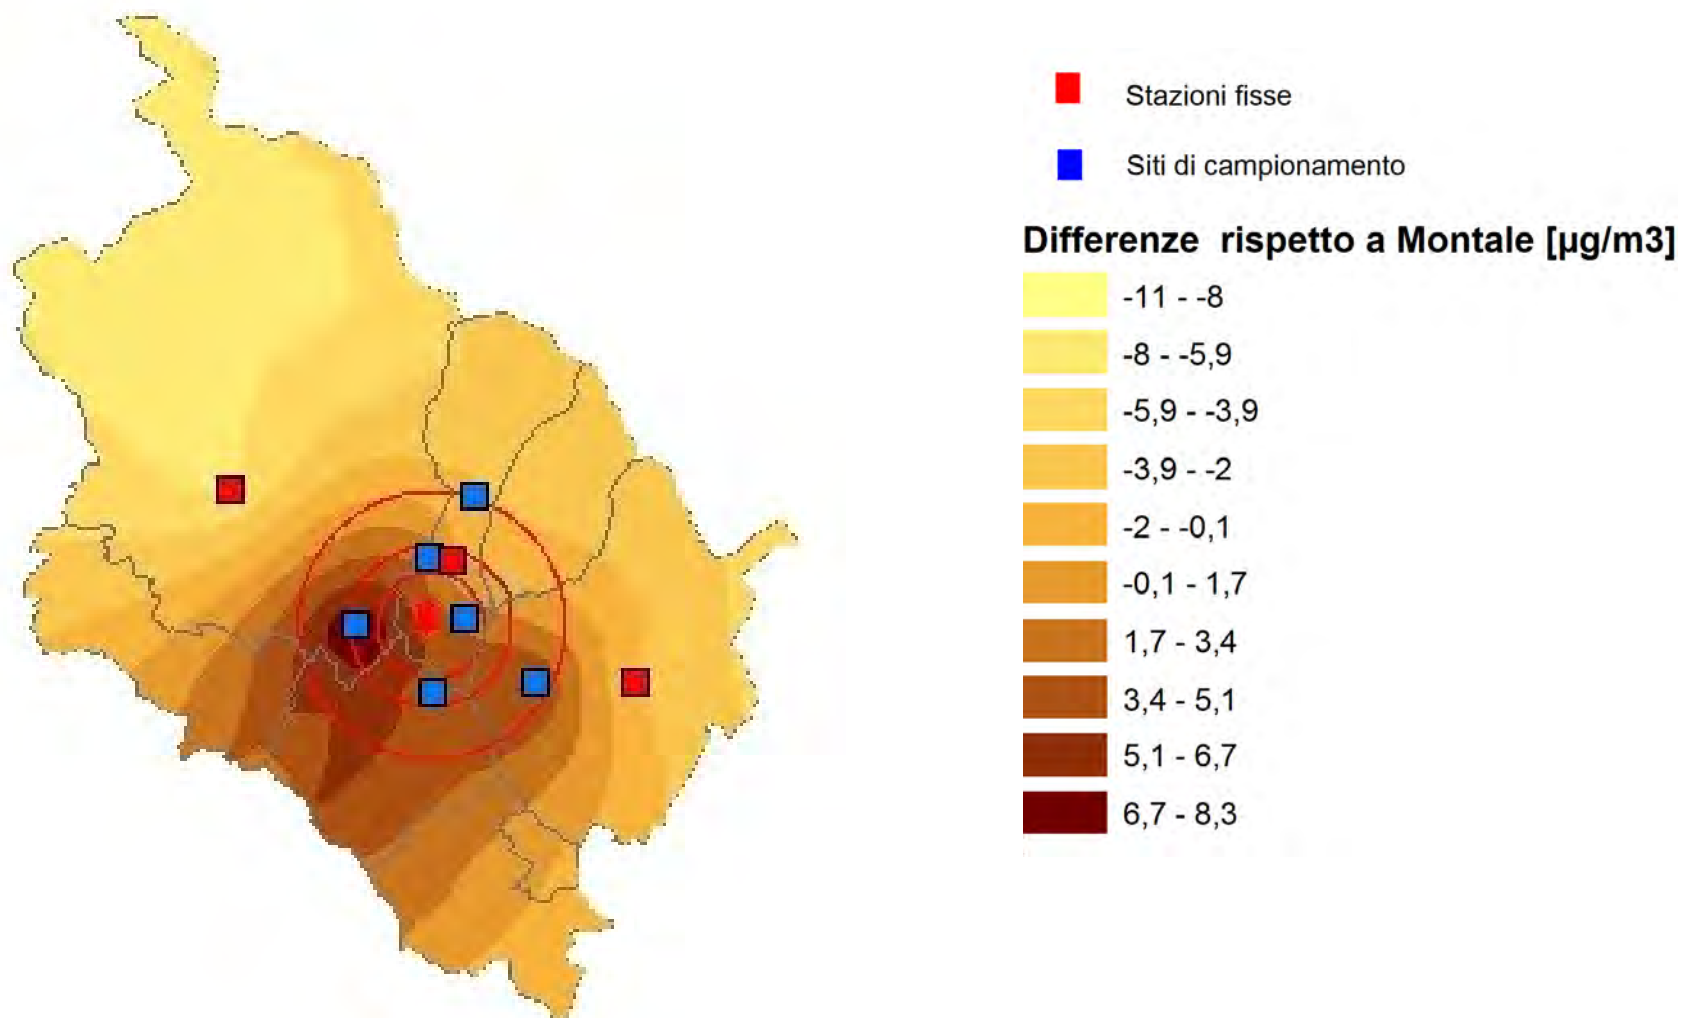 Stazioni fisse
Siti di campionamento
Differenze rispetto a Montale [µg/m3]
-11 - -8
-8 - -5,9
-5,9 - -3,9
-3,9 - -2
-2 - -0,1
-0,1 - 1,7
1,7 - 3,4
3,4 - 5,1
5,1 - 6,7
6,7 - 8,3